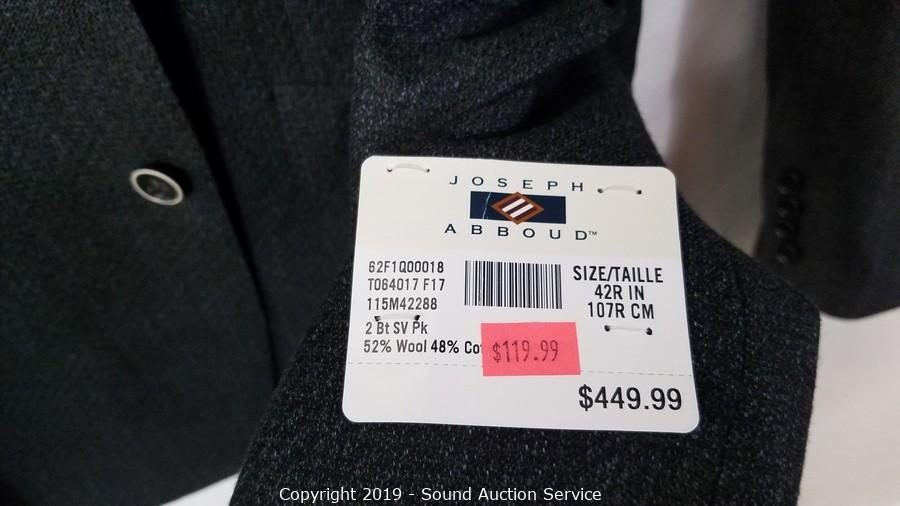 JOSEPH
ABBOUD™
62F1Q00018
T064017 F17
115M42288
2 Bt SV Pk
52% Wool 48%
SIZE/TAILLE
42R IN
107R CM
$119.99
$449.99
Copyright 2019 - Sound Auction Service